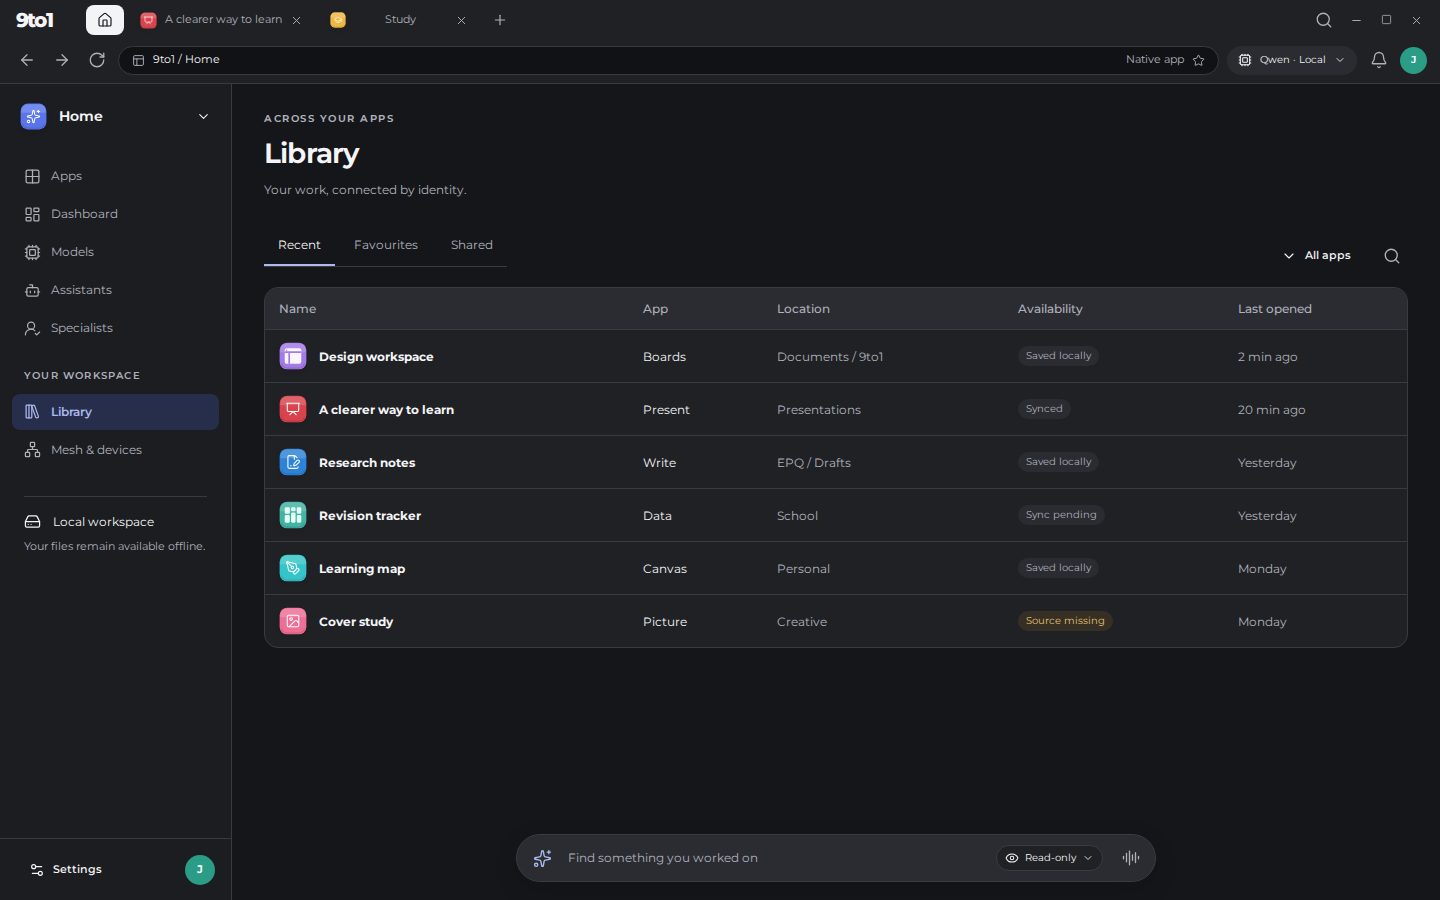 9to1
A clearer way to learn
Study
9to1 / Home
Native app
Qwen · Local
J
Home
Apps
Dashboard
Models
Assistants
Specialists
YOUR WORKSPACE
Library
Mesh & devices
Local workspace
Your files remain available offline.
Settings
J
ACROSS YOUR APPS
Library
Your work, connected by identity.
Recent Favourites Shared
All apps
Name App Location Availability Last opened
Design workspace Boards Documents / 9to1 Saved locally 2 min ago
A clearer way to learn Present Presentations Synced 20 min ago
Research notes Write EPQ / Drafts Saved locally Yesterday
Revision tracker Data School Sync pending Yesterday
Learning map Canvas Personal Saved locally Monday
Cover study Picture Creative Source missing Monday
Find something you worked on
Read-only